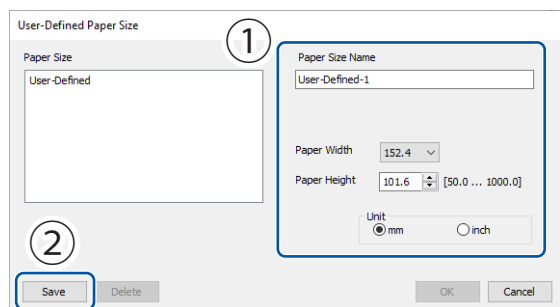 User-Defined Paper Size
①
Paper Size
User-Defined
Paper Size Name
User-Defined-1
Paper Width 152.4
Paper Height 101.6 [50.0 ... 1000.0]
Unit
mm inch
②
Save Delete OK Cancel